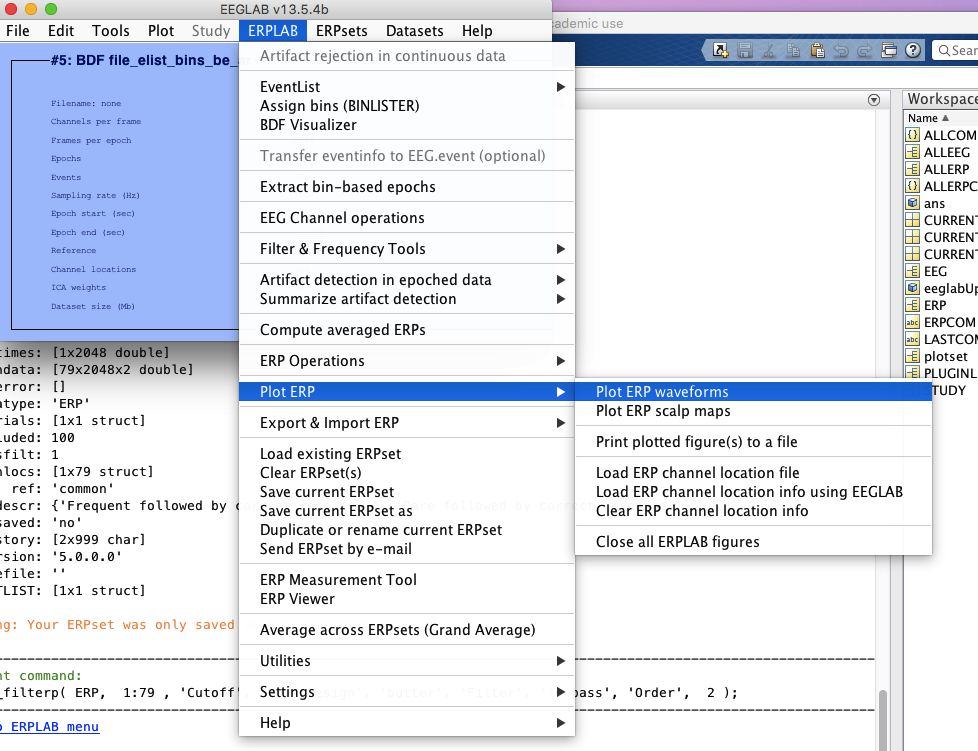 EEGLAB v13.5.4b
cademic use
File Edit Tools Plot Study ERPLAB ERPsets Datasets Help
#5: BDF file_elist_bins_be_
Filename: none
Channels per frame
Frames per epoch
Epochs
Events
Sampling rate (Hz)
Epoch start (sec)
Epoch end (sec)
Reference
Channel locations
ICA weights
Dataset size (Mb)
Artifact rejection in continuous data
EventList
Assign bins (BINLISTER)
BDF Visualizer
Transfer eventinfo to EEG.event (optional)
Extract bin-based epochs
EEG Channel operations
Filter & Frequency Tools
Artifact detection in epoched data
Summarize artifact detection
Compute averaged ERPs
ERP Operations
Plot ERP
Export & Import ERP
Load existing ERPset
Clear ERPset(s)
Save current ERPset
Save current ERPset as
Duplicate or rename current ERPset
Send ERPset by e-mail
ERP Measurement Tool
ERP Viewer
Average across ERPsets (Grand Average)
Utilities
Settings
Help
Plot ERP waveforms
Plot ERP scalp maps
Print plotted figure(s) to a file
Load ERP channel location file
Load ERP channel location info using EEGLAB
Clear ERP channel location info
Close all ERPLAB figures
Sear
Workspace
Name
ALLCOM
ALLEEG
ALLERP
ALLERPC
ans
CURRENT
CURRENT
CURRENT
EEG
eeglabUp
ERP
ERPCOM
LASTCOM
plotset
PLUGINL
TUDY
times: [1x2048 double]
ndata: [79x2048x2 double]
error: []
atype: 'ERP'
rials: [1x1 struct]
luded: 100
sfilt: 1
nlocs: [1x79 struct]
ref: 'common'
descr: {'Frequent followed by
saved: 'no'
story: [2x999 char]
rsion: '5.0.0.0'
efile: ''
TLIST: [1x1 struct]
ng: Your ERPset was only saved
nt command:
_filterp( ERP, 1:79 , 'Cutoff' 'butter', 'Filter', pass', 'Order', 2 );
o ERPLAB menu